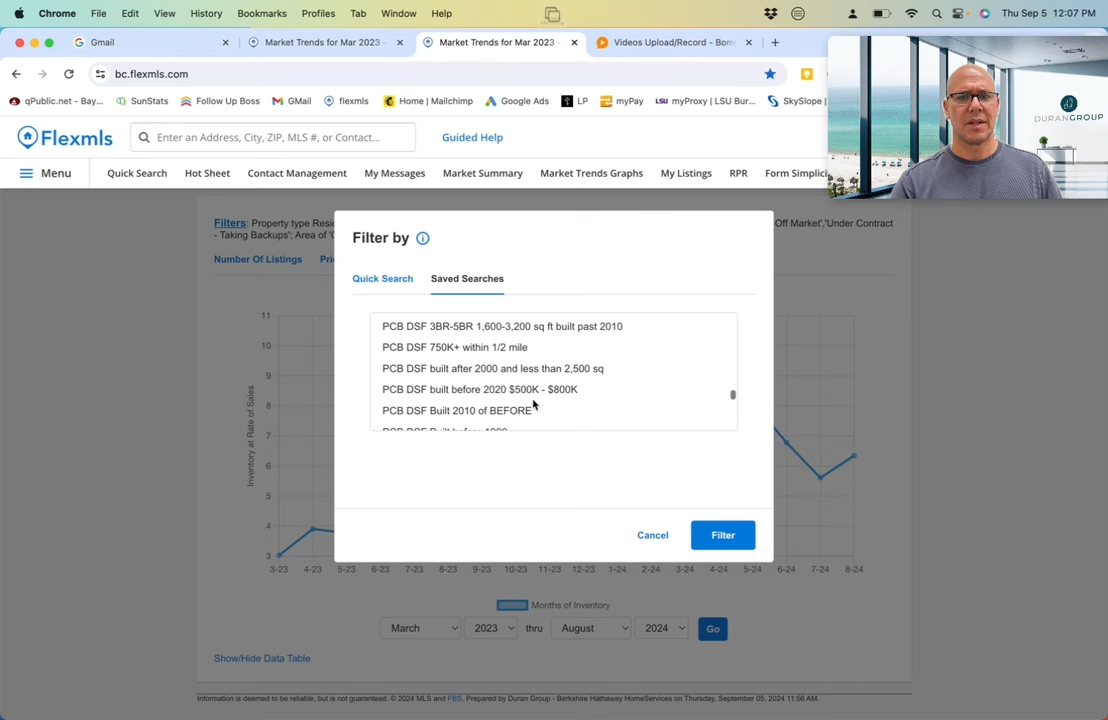 Chrome File Edit View History Bookmarks Profiles Tab Window Help Thu Sep 5 12:07 PM
Gmail Market Trends for Mar 2023 - Market Trends for Mar 2023 - Videos Upload/Record - Bom
bc.flexmls.com
qPublic.net - Bay... SunStats Follow Up Boss GMail flexmls Home | Mailchimp Google Ads LP myPay LSU myProxy | LSU Bur... SkySlope |
DURANGROUP
Flexmls Enter an Address, City, ZIP, MLS #, or Contact... Guided Help
Menu Quick Search Hot Sheet Contact Management My Messages Market Summary Market Trends Graphs My Listings RPR Form Simplici
Filters: Property type Resi Off Market','Under Contract
- Taking Backups'; Area of '
Number Of Listings Pri
Filter by
Quick Search Saved Searches
PCB DSF 3BR-5BR 1,600-3,200 sq ft built past 2010
PCB DSF 750K+ within 1/2 mile
PCB DSF built after 2000 and less than 2,500 sq
PCB DSF built before 2020 $500K - $800K
PCB DSF Built 2010 of BEFORE
PCB DSF Built before 1990
Cancel Filter
Inventory at Rate of Sales
11
10
9
8
7
6
5
4
3
3-23 4-23 5-23 6-23 7-23 8-23 9-23 10-23 11-23 12-23 1-24 2-24 3-24 4-24 5-24 6-24 7-24 8-24
Months of Inventory
March 2023 thru August 2024 Go
Show/Hide Data Table
Information is deemed to be reliable, but is not guaranteed. © 2024 MLS and FBS. Prepared by Duran Group - Berkshire Hathaway HomeServices on Thursday, September 05, 2024 11:56 AM.